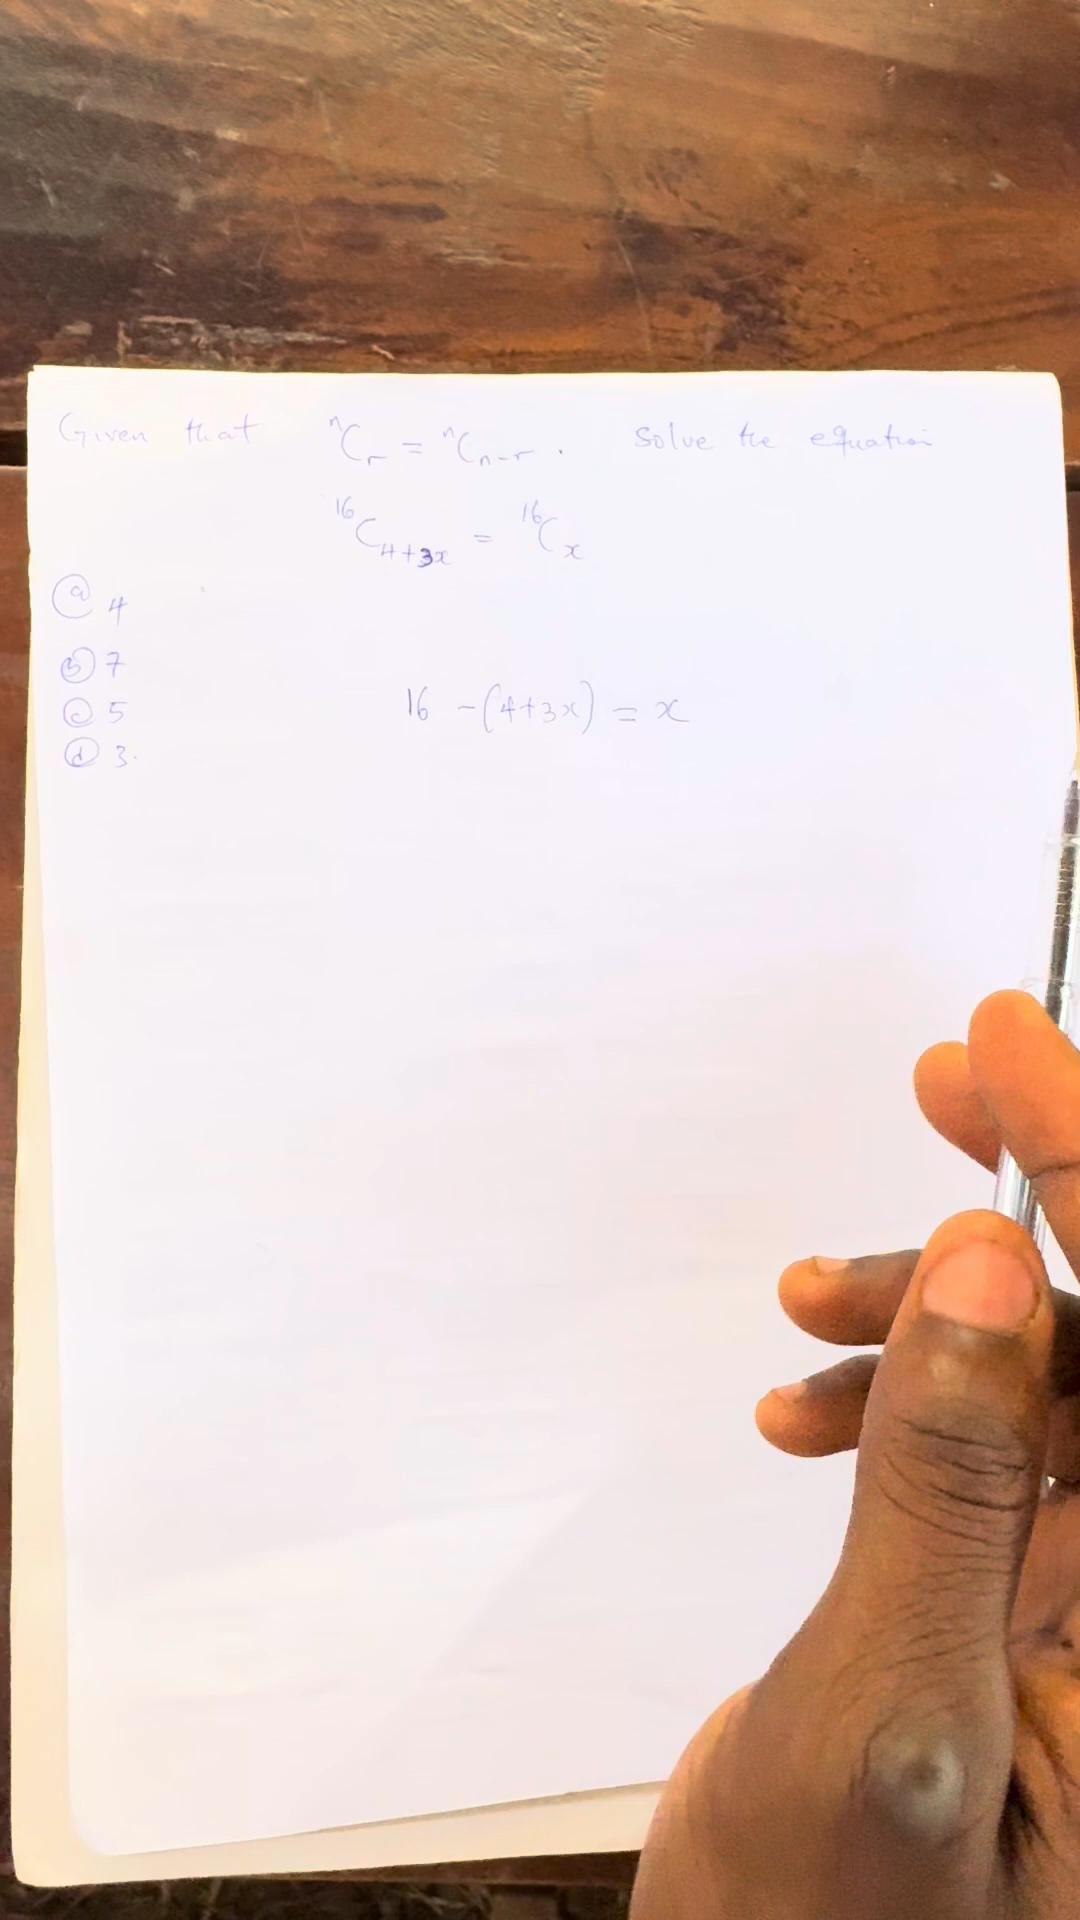 Given that ⁿCᵣ = ⁿCₙ₋ᵣ. Solve the equation
¹⁶C₄₊₃ₓ = ¹⁶Cₓ
ⓐ 4
ⓑ 7
ⓒ 5
ⓓ 3.
16 -(4+3x) = x